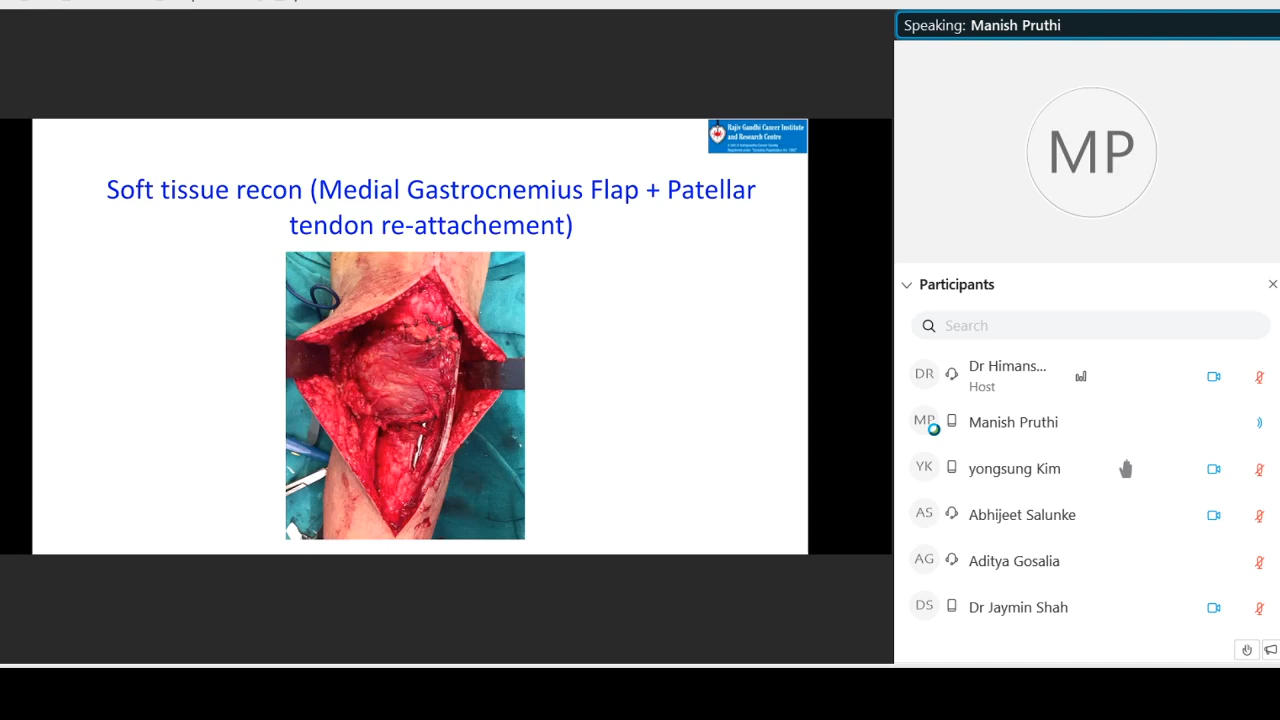 Speaking: Manish Pruthi
MP
Rajiv Gandhi Cancer Institute
and Research Centre
Soft tissue recon (Medial Gastrocnemius Flap + Patellar
tendon re-attachement)
Participants
Search
DR
Dr Himans...
Host
MP
Manish Pruthi
YK
yongsung Kim
AS
Abhijeet Salunke
AG
Aditya Gosalia
DS
Dr Jaymin Shah